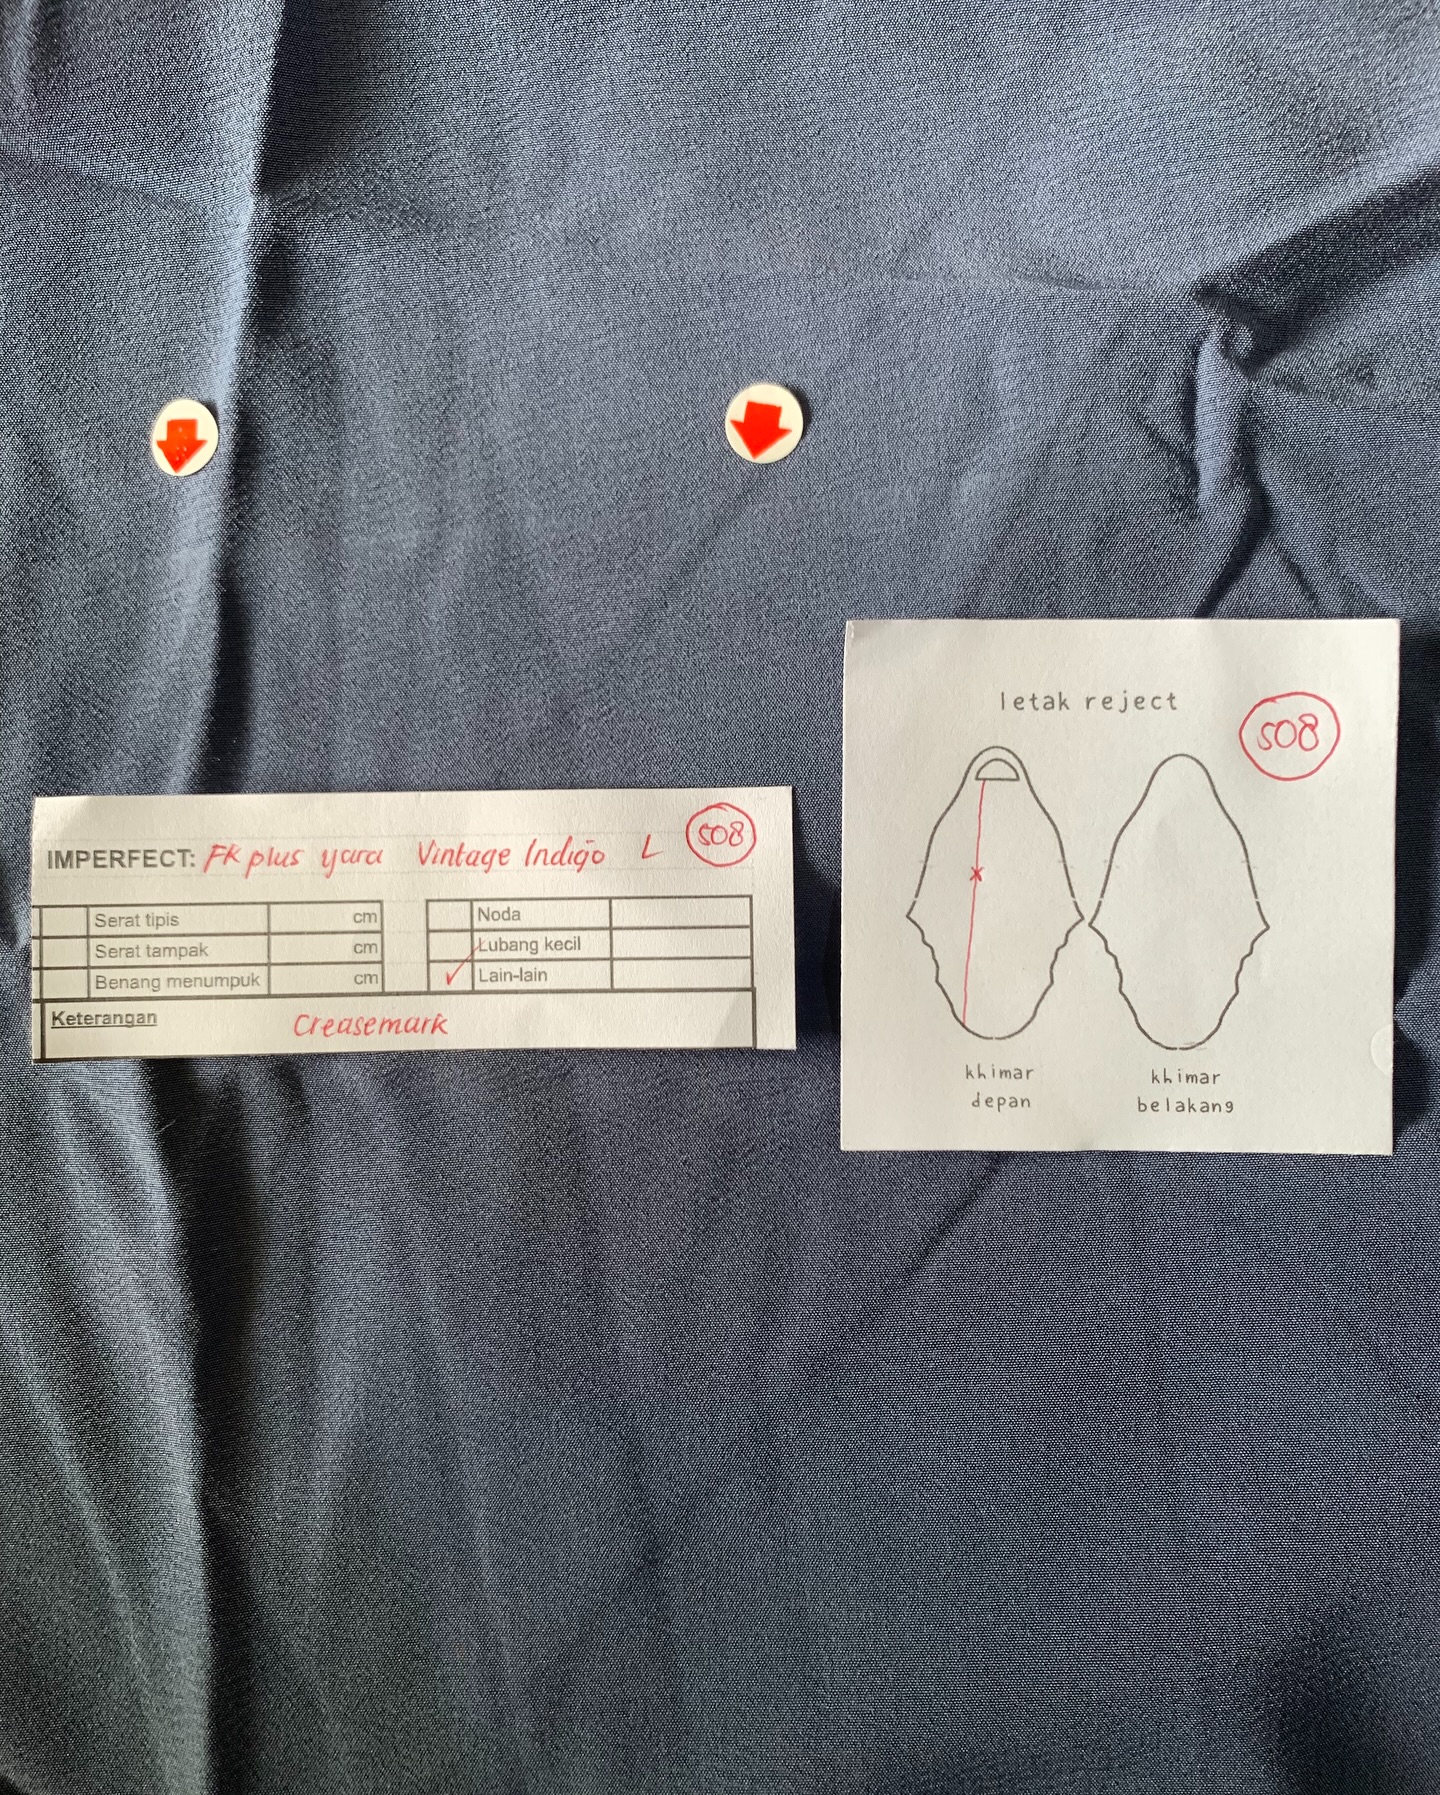 IMPERFECT: FK plus yara Vintage Indigo L 508
Serat tipis cm
Serat tampak cm
Benang menumpuk cm
Noda
Lubang kecil
Lain-lain
Keterangan Creasemark
letak reject
508
khimar depan
khimar belakang